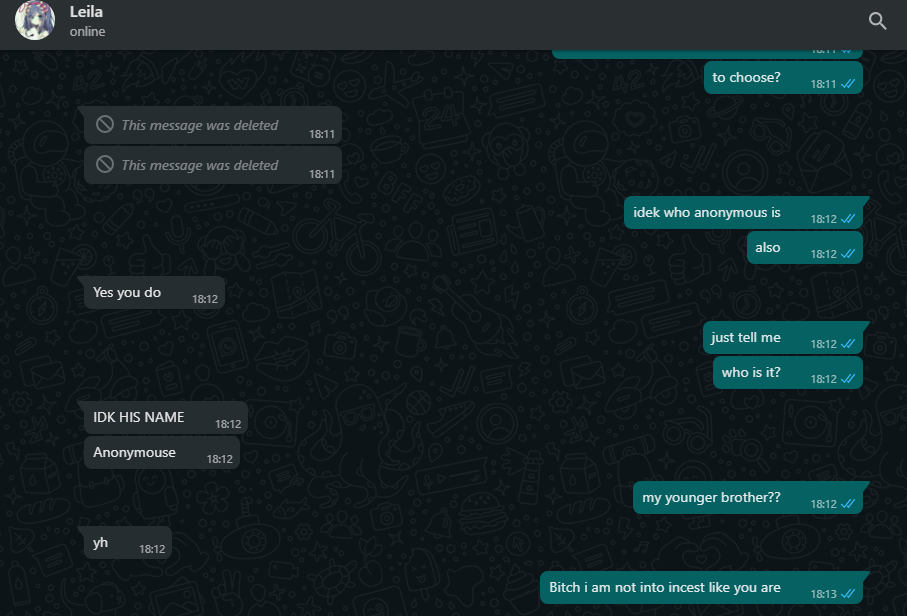 Leila
online
18:11
to choose?
18:11
This message was deleted
18:11
This message was deleted
18:11
idek who anonymous is
18:12
also
18:12
Yes you do
18:12
just tell me
18:12
who is it?
18:12
IDK HIS NAME
18:12
Anonymouse
18:12
my younger brother??
18:12
yh
18:12
Bitch i am not into incest like you are
18:13